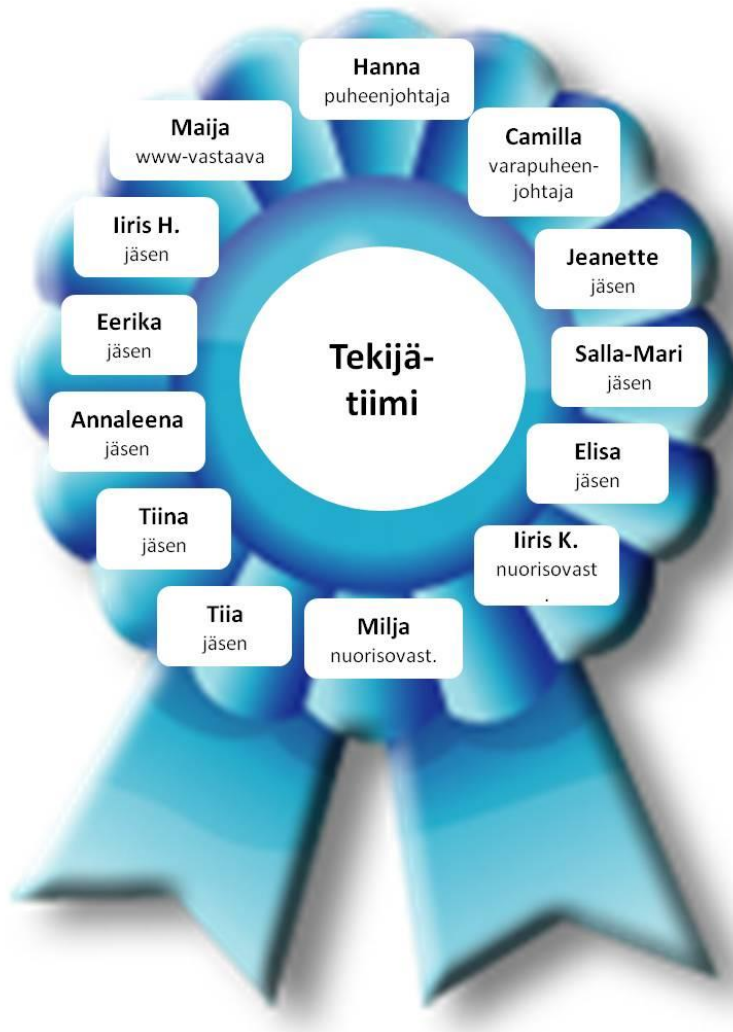 Hanna
puheenjohtaja
Maija
www-vastaava
Camilla
varapuheen-
johtaja
Iiris H.
jäsen
Jeanette
jäsen
Eerika
jäsen
Salla-Mari
jäsen
Tekijä-
tiimi
Annaleena
jäsen
Elisa
jäsen
Tiina
jäsen
Iiris K.
nuorisovast
.
Tiia
jäsen
Milja
nuorisovast.